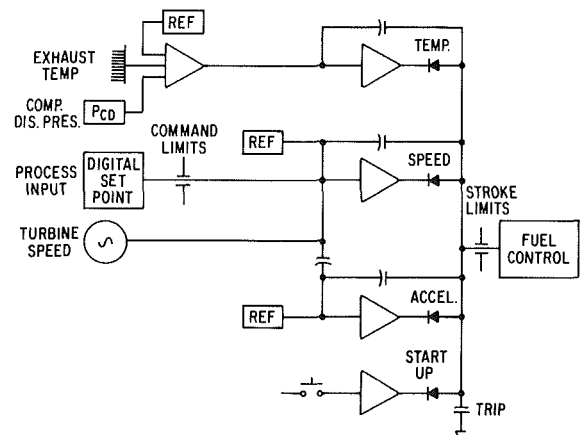 REF
TEMP.
EXHAUST
TEMP
COMP.
DIS. PRES.
PCD
COMMAND
LIMITS
REF
SPEED
PROCESS
INPUT
DIGITAL
SET
POINT
STROKE
LIMITS
TURBINE
SPEED
FUEL
CONTROL
REF
ACCEL.
START
UP
TRIP